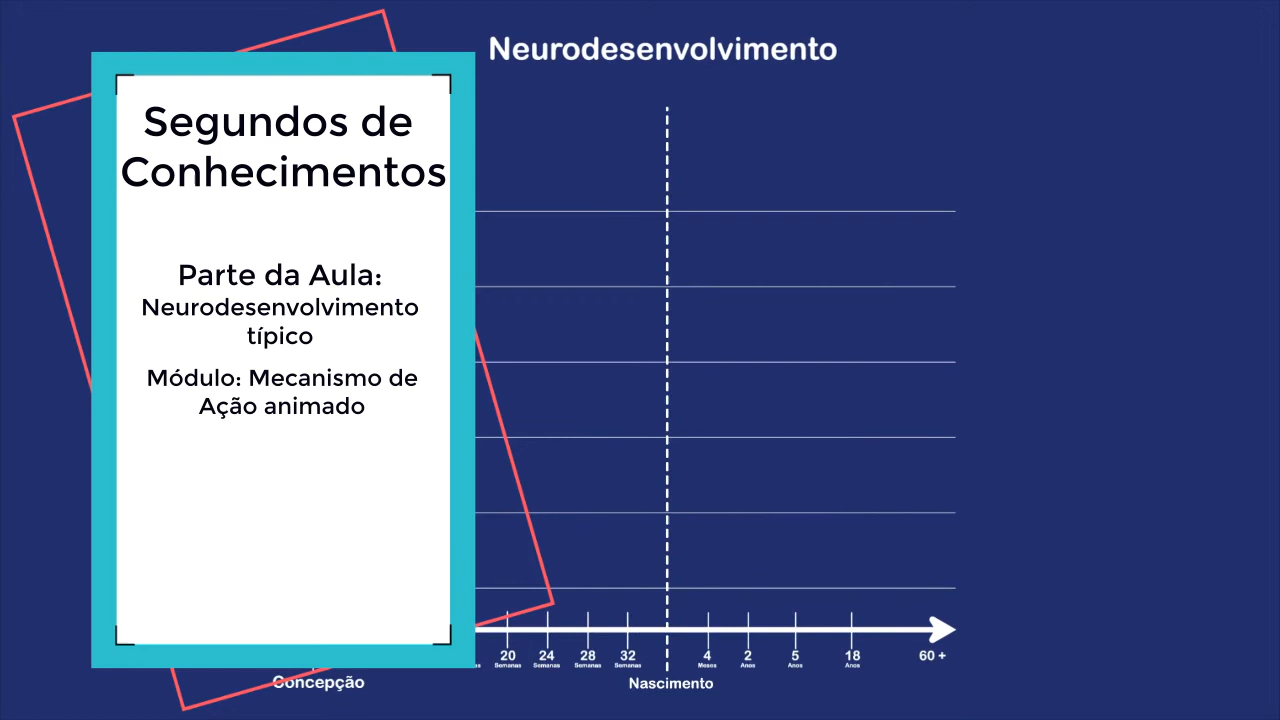 Neurodesenvolvimento
Segundos de
Conhecimentos
Parte da Aula:
Neurodesenvolvimento
típico
Módulo: Mecanismo de
Ação animado
20 24 28 32 4 2 5 18 60 +
Semanas Semanas Semanas Semanas Meses Anos Anos Anos
Concepção Nascimento